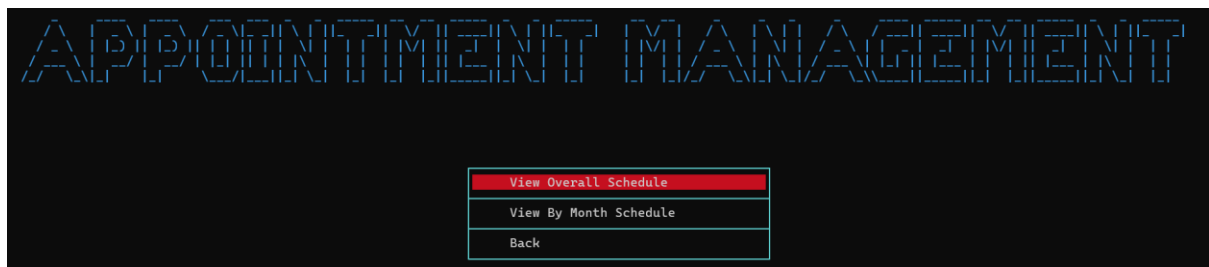 APPOINTMENT MANAGEMENT
View Overall Schedule
View By Month Schedule
Back